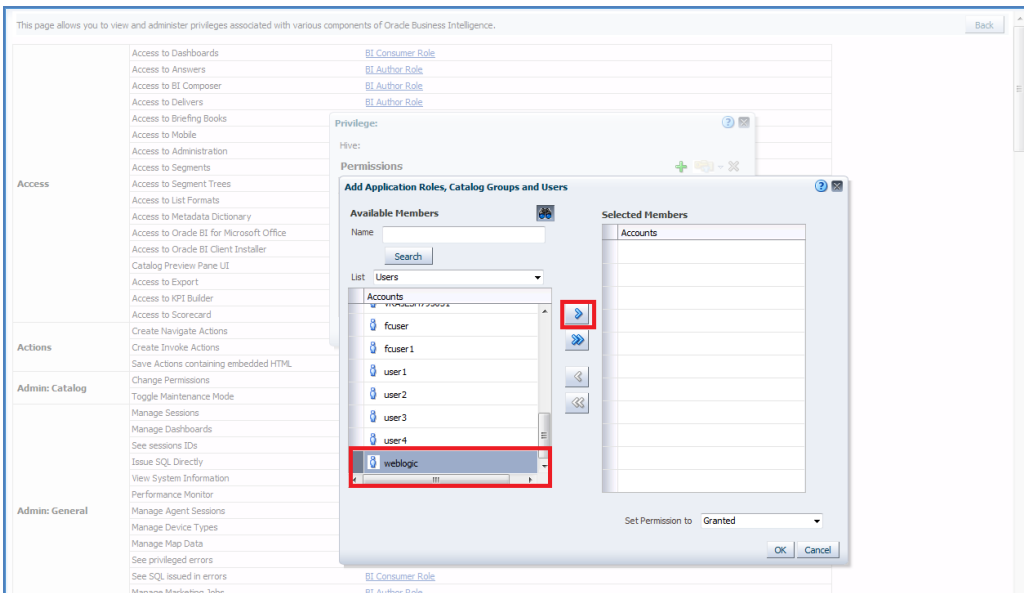 This page allows you to view and administer privileges associated with various components of Oracle Business Intelligence.
Back
Access
Access to Dashboards BI Consumer Role
Access to Answers BI Author Role
Access to BI Composer BI Author Role
Access to Delivers BI Author Role
Access to Briefing Books
Access to Mobile
Access to Administration
Access to Segments
Access to Segment Trees
Access to List Formats
Access to Metadata Dictionary
Access to Oracle BI for Microsoft Office
Access to Oracle BI Client Installer
Catalog Preview Pane UI
Access to Export
Access to KPI Builder
Access to Scorecard
Actions
Create Navigate Actions
Create Invoke Actions
Save Actions containing embedded HTML
Admin: Catalog
Change Permissions
Toggle Maintenance Mode
Admin: General
Manage Sessions
Manage Dashboards
See sessions IDs
Issue SQL Directly
View System Information
Performance Monitor
Manage Agent Sessions
Manage Device Types
Manage Map Data
See privileged errors
See SQL issued in errors BI Consumer Role
Manage Marketing Jobs BI Author Role
Privilege:
Hive:
Permissions
Add Application Roles, Catalog Groups and Users
Available Members
Name
Search
List Users
Accounts
fcuser
fcuser1
user1
user2
user3
user4
weblogic
Selected Members
Accounts
Set Permission to Granted
OK Cancel